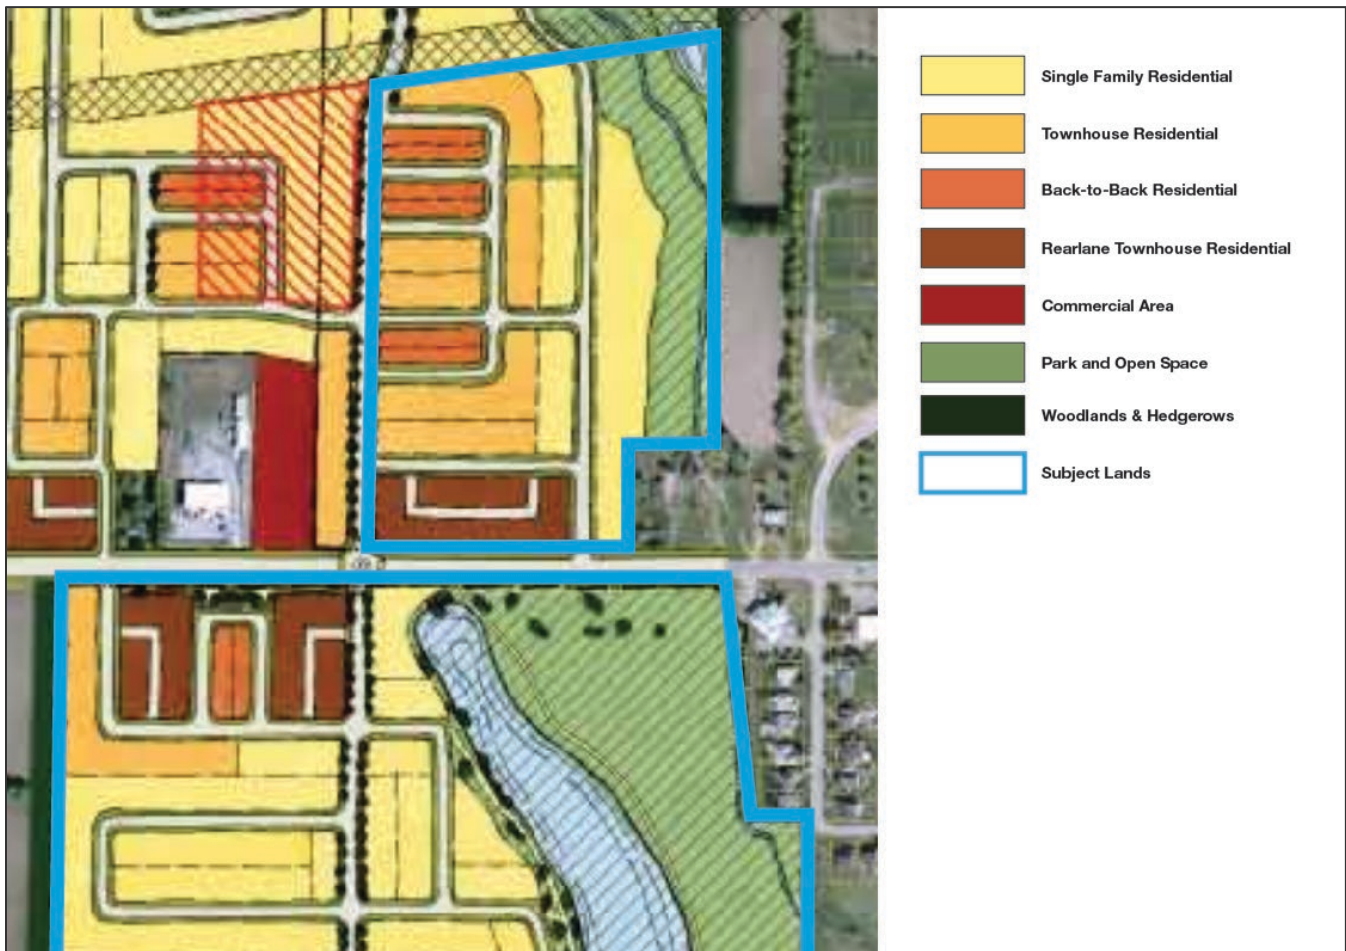 Single Family Residential
Townhouse Residential
Back-to-Back Residential
Rearlane Townhouse Residential
Commercial Area
Park and Open Space
Woodlands & Hedgerows
Subject Lands